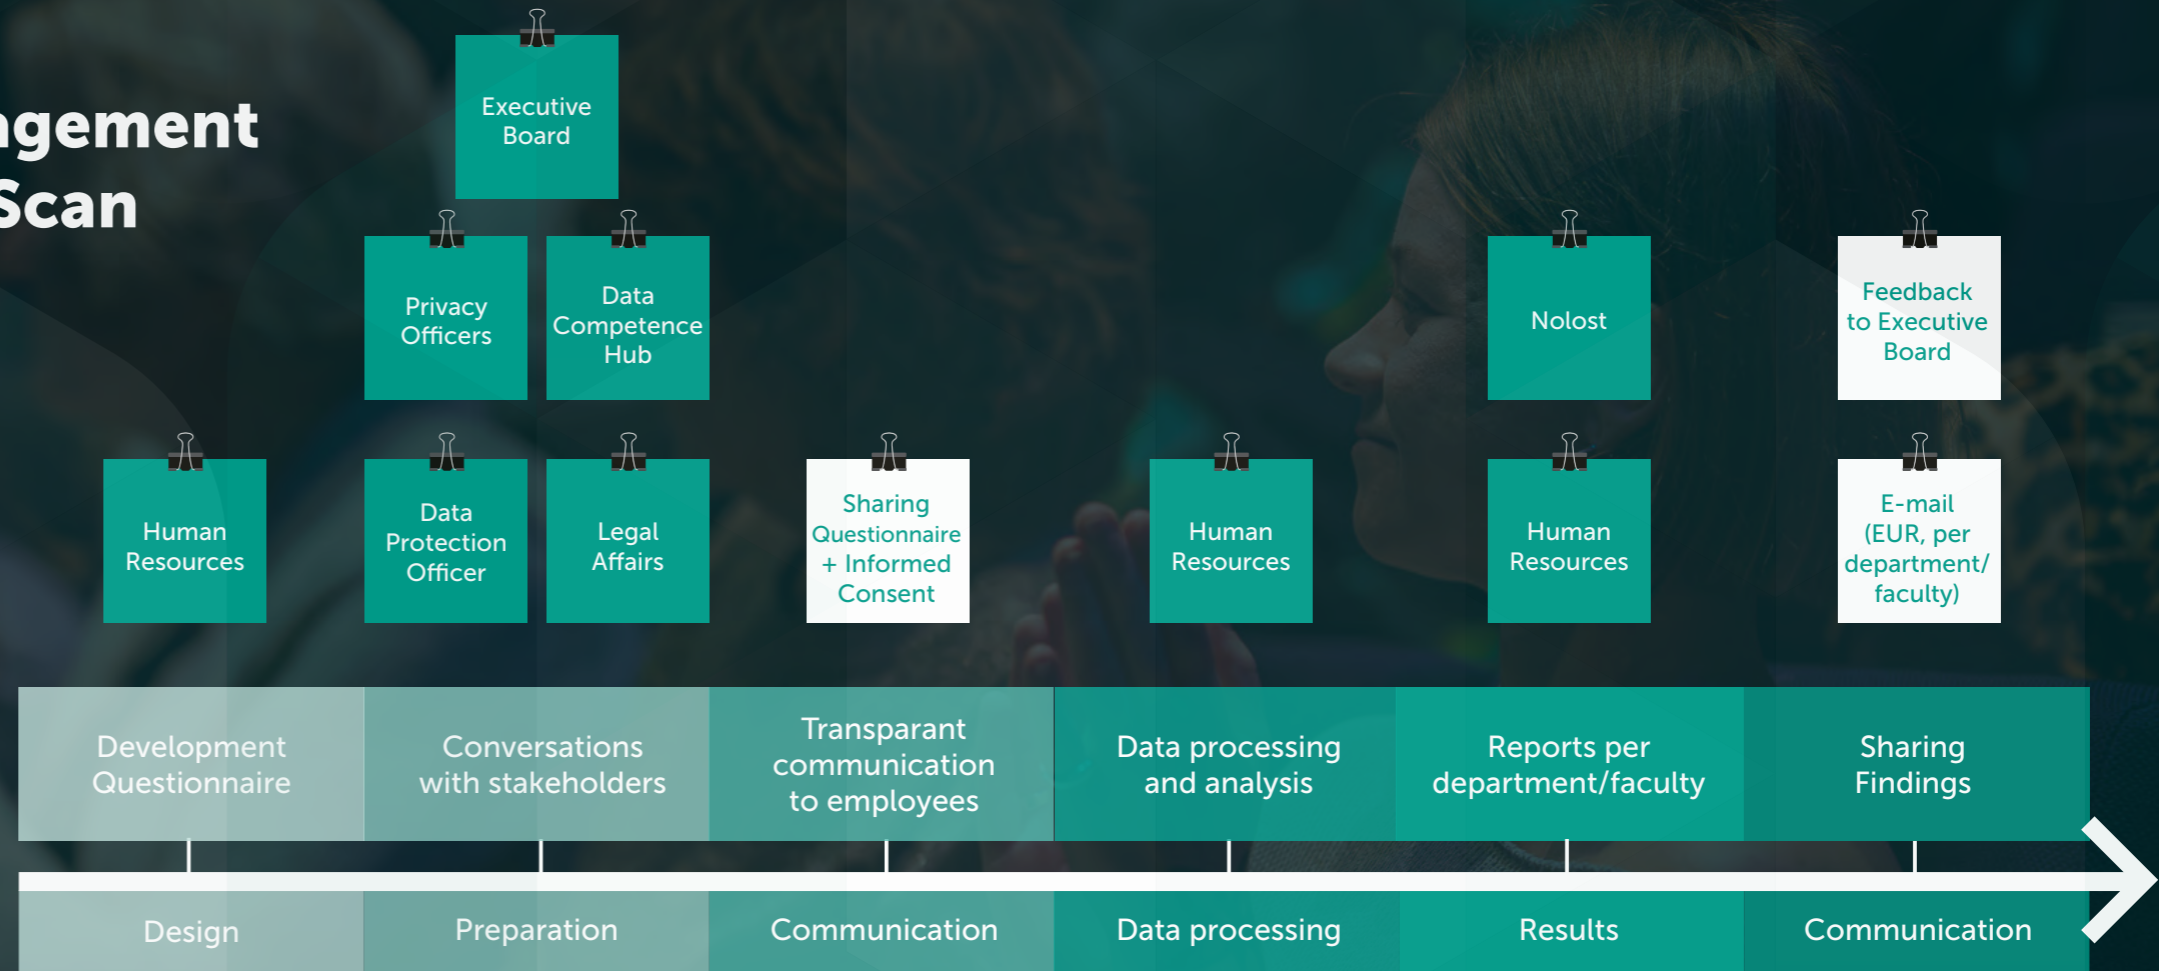 agement
Scan
Executive
Board
Privacy
Officers
Data
Competence
Hub
Nolost
Feedback
to Executive
Board
Human
Resources
Data
Protection
Officer
Legal
Affairs
Sharing
Questionnaire
+ Informed
Consent
Human
Resources
Human
Resources
E-mail
(EUR, per
department/
faculty)
Development
Questionnaire
Conversations
with stakeholders
Transparant
communication
to employees
Data processing
and analysis
Reports per
department/faculty
Sharing
Findings
Design
Preparation
Communication
Data processing
Results
Communication